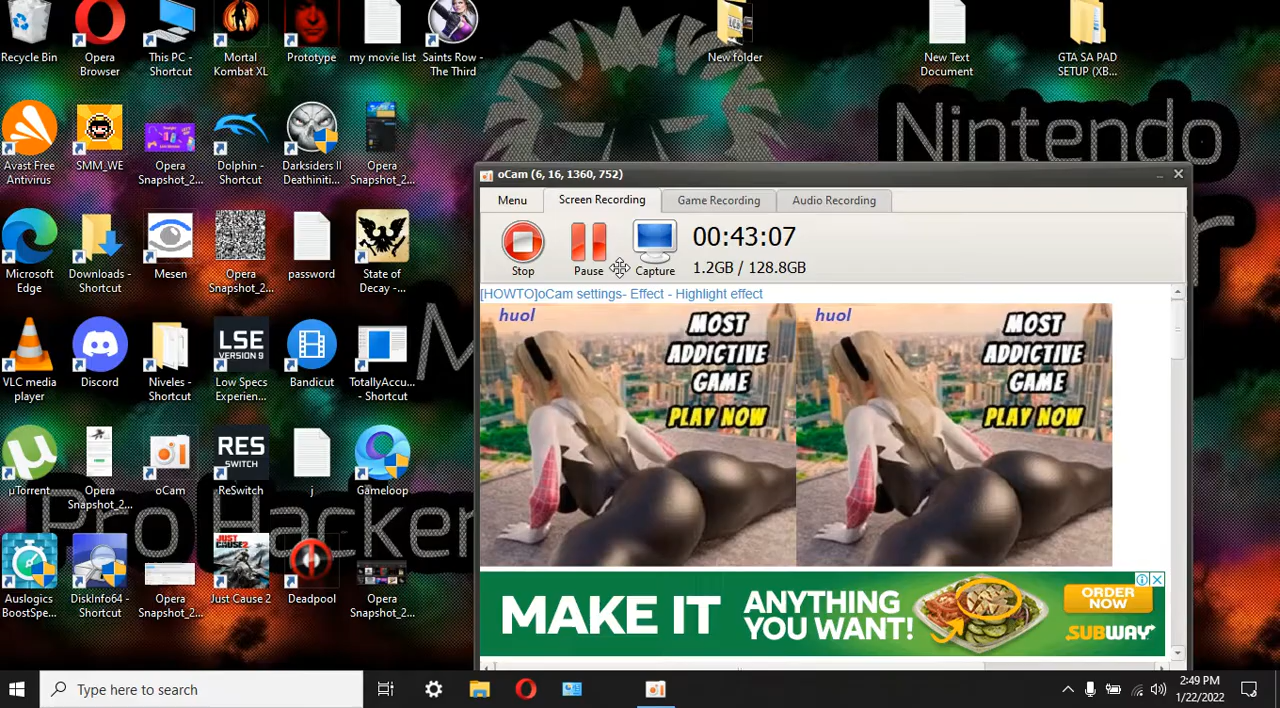 Recycle Bin
Opera
Browser
This PC -
Shortcut
Mortal
Kombat XL
Prototype
my movie list
Saints Row -
The Third
New folder
New Text
Document
GTA SA PAD
SETUP (XB...
Nintendo
Avast Free
Antivirus
SMM_WE
Opera
Snapshot_2...
Dolphin -
Shortcut
Darksiders II
Deathiniti...
Opera
Snapshot_2...
oCam (6, 16, 1360, 752)
Menu
Screen Recording
Game Recording
Audio Recording
Stop
Pause
Capture
00:43:07
1.2GB / 128.8GB
Microsoft
Edge
Downloads -
Shortcut
Mesen
Opera
Snapshot_2...
password
State of
Decay -...
[HOWTO]oCam settings- Effect - Highlight effect
huol
MOST
ADDICTIVE
GAME
PLAY NOW
huol
MOST
ADDICTIVE
GAME
PLAY NOW
VLC media
player
Discord
Niveles -
Shortcut
LSE
VERSION 9
Low Specs
Experien...
Bandicut
TotallyAccu...
- Shortcut
µTorrent
Opera
Snapshot_2...
oCam
RES
SWITCH
ReSwitch
j
Gameloop
Pro Hacker
Auslogics
BoostSpe...
DiskInfo64 -
Shortcut
Opera
Snapshot_2...
JUST
CAUSE 2
Just Cause 2
Deadpool
Opera
Snapshot_2...
MAKE IT
ANYTHING
YOU WANT!
ORDER
NOW
SUBWAY
Type here to search
2:49 PM
1/22/2022